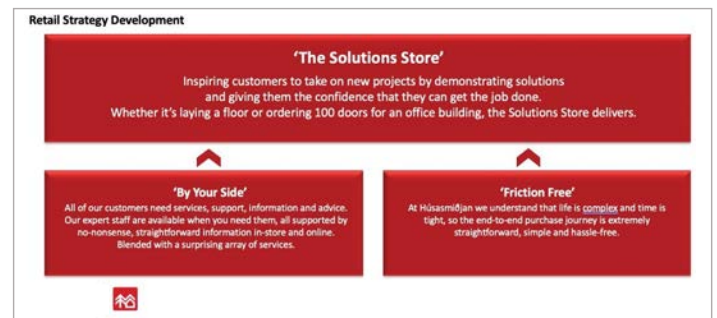 Retail Strategy Development
‘The Solutions Store’
Inspiring customers to take on new projects by demonstrating solutions
and giving them the confidence that they can get the job done.
Whether it's laying a floor or ordering 100 doors for an office building, the Solutions Store delivers.
‘By Your Side’
All of our customers need services, support, information and advice.
Our expert staff are available when you need them, all supported by
no-nonsense, straightforward information in-store and online.
Blended with a surprising array of services.
‘Friction Free’
At Húsasmiðjan we understand that life is complex and time is
tight, so the end-to-end purchase journey is extremely
straightforward, simple and hassle-free.